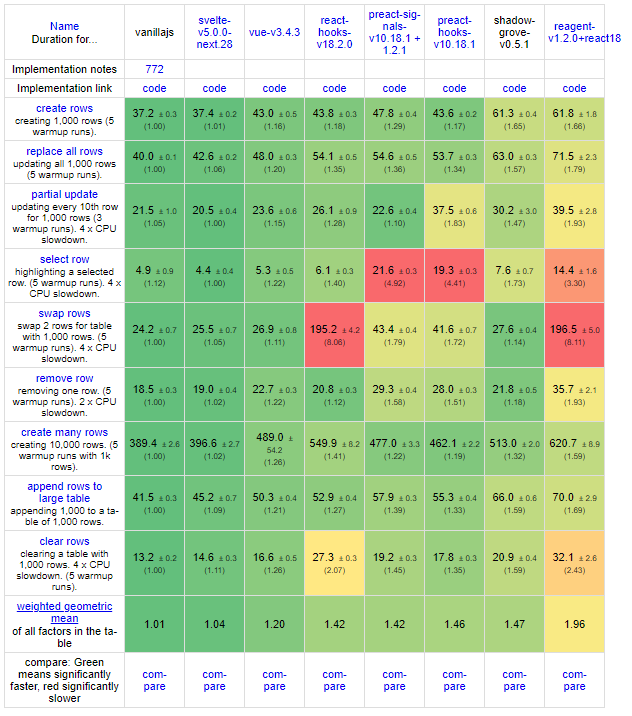 Name
Duration for...
vanillajs
svelte-
v5.0.0-
next.28
vue-v3.4.3
react-
hooks-
v18.2.0
preact-sig-
nals-
v10.18.1 +
1.2.1
preact-
hooks-
v10.18.1
shadow-
grove-
v0.5.1
reagent-
v1.2.0+react18
Implementation notes
772
Implementation link
code code code code code code code code
create rows
creating 1,000 rows (5
warmup runs).
37.2 ± 0.3 37.4 ± 0.2 43.0 ± 0.5 43.8 ± 0.3 47.8 ± 0.4 43.6 ± 0.2 61.3 ± 0.4 61.8 ± 1.8
(1.00) (1.01) (1.16) (1.18) (1.29) (1.17) (1.65) (1.66)
replace all rows
updating all 1,000 rows
(5 warmup runs).
40.0 ± 0.1 42.6 ± 0.2 48.0 ± 0.3 54.1 ± 0.5 54.6 ± 0.5 53.7 ± 0.3 63.0 ± 0.3 71.5 ± 2.3
(1.00) (1.06) (1.20) (1.35) (1.36) (1.34) (1.57) (1.79)
partial update
updating every 10th row
for 1,000 rows (3
warmup runs). 4 x CPU
slowdown.
21.5 ± 1.0 20.5 ± 0.4 23.6 ± 0.6 26.1 ± 0.9 22.6 ± 0.4 37.5 ± 0.6 30.2 ± 3.0 39.5 ± 2.8
(1.05) (1.00) (1.15) (1.28) (1.10) (1.83) (1.47) (1.93)
select row
highlighting a selected
row. (5 warmup runs). 4 x
CPU slowdown.
4.9 ± 0.9 4.4 ± 0.4 5.3 ± 0.5 6.1 ± 0.3 21.6 ± 0.3 19.3 ± 0.3 7.6 ± 0.7 14.4 ± 1.6
(1.12) (1.00) (1.22) (1.40) (4.92) (4.41) (1.73) (3.30)
swap rows
swap 2 rows for table
with 1,000 rows. (5
warmup runs). 4 x CPU
slowdown.
24.2 ± 0.7 25.5 ± 0.7 26.9 ± 0.8 195.2 ± 4.2 43.4 ± 0.4 41.6 ± 0.7 27.6 ± 0.4 196.5 ± 5.0
(1.00) (1.05) (1.11) (8.06) (1.79) (1.72) (1.14) (8.11)
remove row
removing one row. (5
warmup runs). 2 x CPU
slowdown.
18.5 ± 0.3 19.0 ± 0.4 22.7 ± 0.3 20.8 ± 0.3 29.3 ± 0.4 28.0 ± 0.3 21.8 ± 0.5 35.7 ± 2.1
(1.00) (1.02) (1.22) (1.12) (1.58) (1.51) (1.18) (1.93)
create many rows
creating 10,000 rows. (5
warmup runs with 1k
rows).
389.4 ± 2.6 396.6 ± 2.7 489.0 ± 54.2 549.9 ± 8.2 477.0 ± 3.3 462.1 ± 2.2 513.0 ± 2.0 620.7 ± 8.9
(1.00) (1.02) (1.26) (1.41) (1.22) (1.19) (1.32) (1.59)
append rows to
large table
appending 1,000 to a ta-
ble of 1,000 rows.
41.5 ± 0.3 45.2 ± 0.7 50.3 ± 0.4 52.9 ± 0.4 57.9 ± 0.3 55.3 ± 0.4 66.0 ± 0.6 70.0 ± 2.9
(1.00) (1.09) (1.21) (1.27) (1.39) (1.33) (1.59) (1.69)
clear rows
clearing a table with
1,000 rows. 4 x CPU
slowdown. (5 warmup
runs).
13.2 ± 0.2 14.6 ± 0.3 16.6 ± 0.5 27.3 ± 0.3 19.2 ± 0.3 17.8 ± 0.3 20.9 ± 0.4 32.1 ± 2.6
(1.00) (1.11) (1.26) (2.07) (1.45) (1.35) (1.59) (2.43)
weighted geometric
mean
of all factors in the ta-
ble
1.01 1.04 1.20 1.42 1.42 1.46 1.47 1.96
compare: Green
means significantly
faster, red significantly
slower
com- com- com- com- com- com- com- com-
pare pare pare pare pare pare pare pare